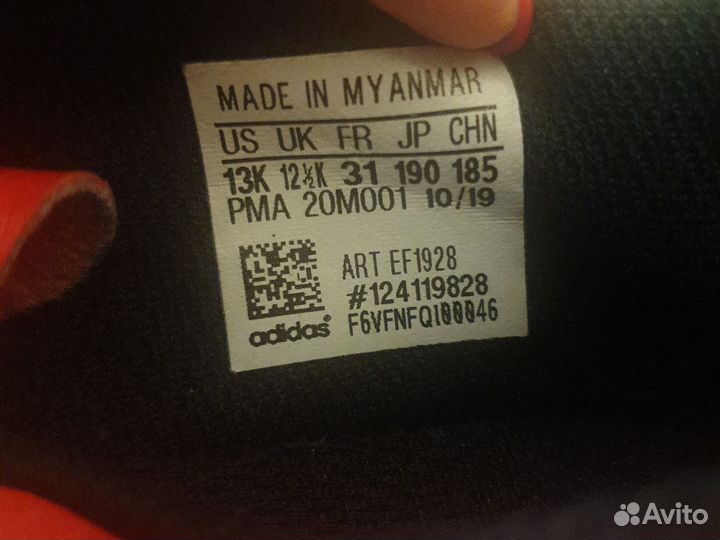 MADE IN MYANMAR
US UK FR JP CHN
13K 12½K 31 190 185
PMA 20M001 10/19
ART EF1928
#124119828
F6VFNFQI00046
adidas®
Avito